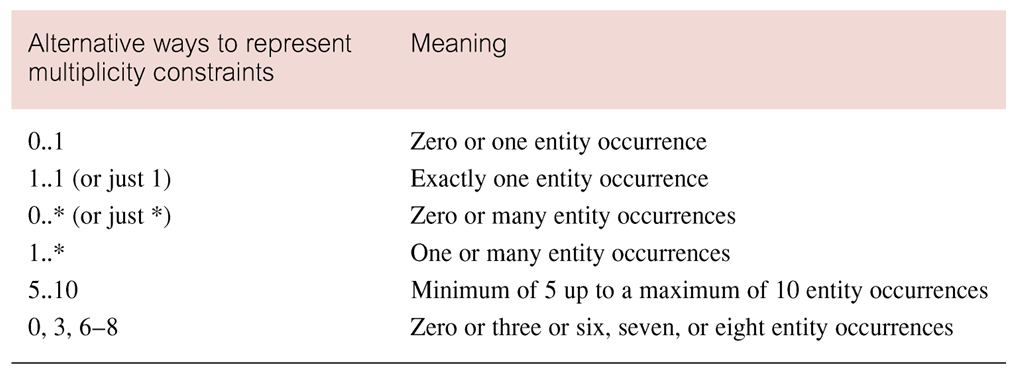 Alternative ways to represent Meaning
multiplicity constraints
0..1 Zero or one entity occurrence
1..1 (or just 1) Exactly one entity occurrence
0..* (or just *) Zero or many entity occurrences
1..* One or many entity occurrences
5..10 Minimum of 5 up to a maximum of 10 entity occurrences
0, 3, 6–8 Zero or three or six, seven, or eight entity occurrences